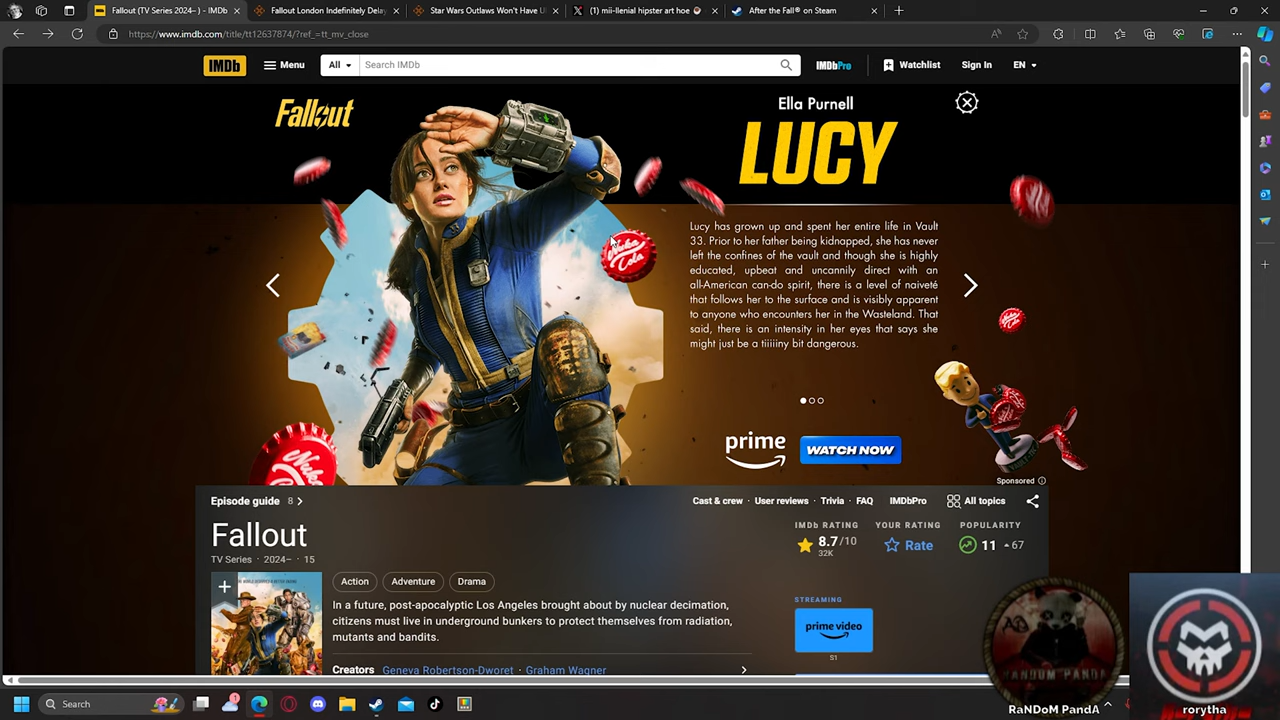 Fallout (TV Series 2024– ) - IMDb
Fallout London Indefinitely Delay
Star Wars Outlaws Won't Have U
(1) mii-llenial hipster art hoe
After the Fall® on Steam
https://www.imdb.com/title/tt12637874/?ref_=tt_mv_close
IMDb
Menu
All
Search IMDb
IMDbPro
Watchlist
Sign In
EN
Fallout
Ella Purnell
LUCY
Lucy has grown up and spent her entire life in Vault
33. Prior to her father being kidnapped, she has never
left the confines of the vault and though she is highly
educated, upbeat and uncannily direct with an
all-American can-do spirit, there is a level of naiveté
that follows her to the surface and is visibly apparent
to anyone who encounters her in the Wasteland. That
said, there is an intensity in her eyes that says she
might just be a tiiiiiny bit dangerous.
Nuka
Cola
Nuka
Cola
prime
WATCH NOW
Sponsored
Episode guide 8
Cast & crew · User reviews · Trivia · FAQ
IMDbPro
All topics
Fallout
TV Series · 2024– · 15
IMDb RATING
8.7/10
32K
YOUR RATING
Rate
POPULARITY
11 67
Action
Adventure
Drama
In a future, post-apocalyptic Los Angeles brought about by nuclear decimation,
citizens must live in underground bunkers to protect themselves from radiation,
mutants and bandits.
Creators Geneva Robertson-Dworet · Graham Wagner
STREAMING
prime video
S1
RANDOM PANDA
RaNDoM PandA
rorytha
Search